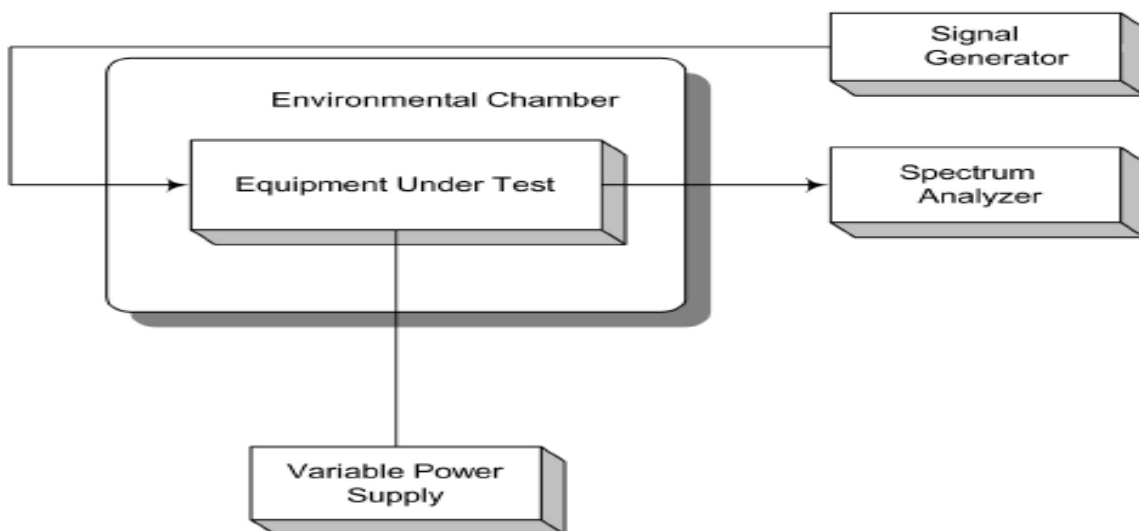 Signal
Generator
Environmental Chamber
Equipment Under Test
Spectrum
Analyzer
Variable Power
Supply